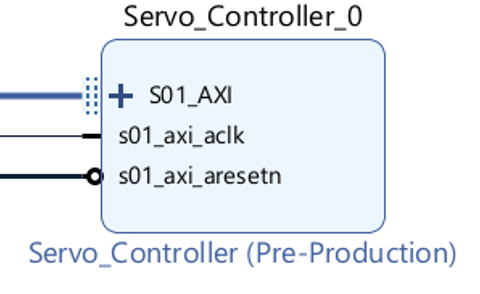 Servo_Controller_0
S01_AXI
s01_axi_aclk
s01_axi_aresetn
Servo_Controller (Pre-Production)